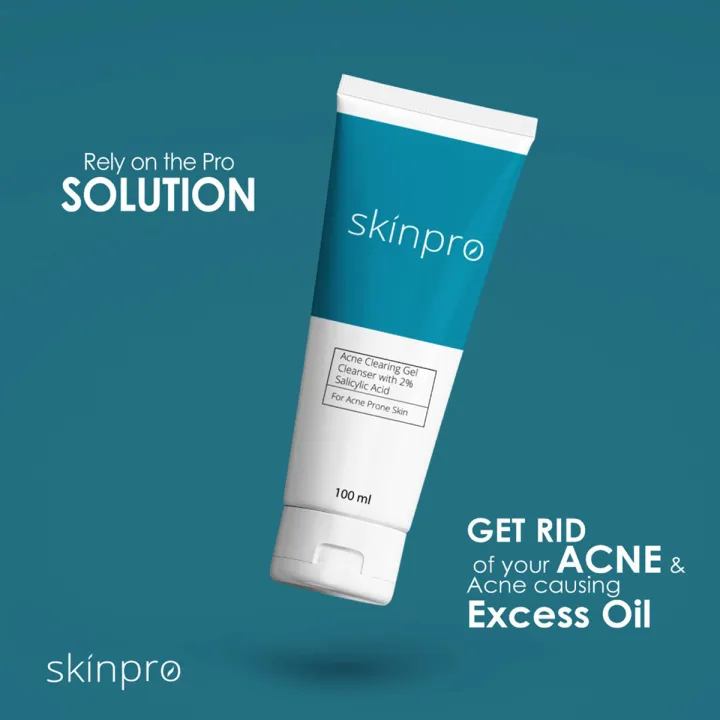 Rely on the Pro
SOLUTION
skinpro
Acne Clearing Gel
Cleanser with 2%
Salicylic Acid
For Acne Prone Skin
100 ml
GET RID
of your ACNE &
Acne causing
Excess Oil
skinpro